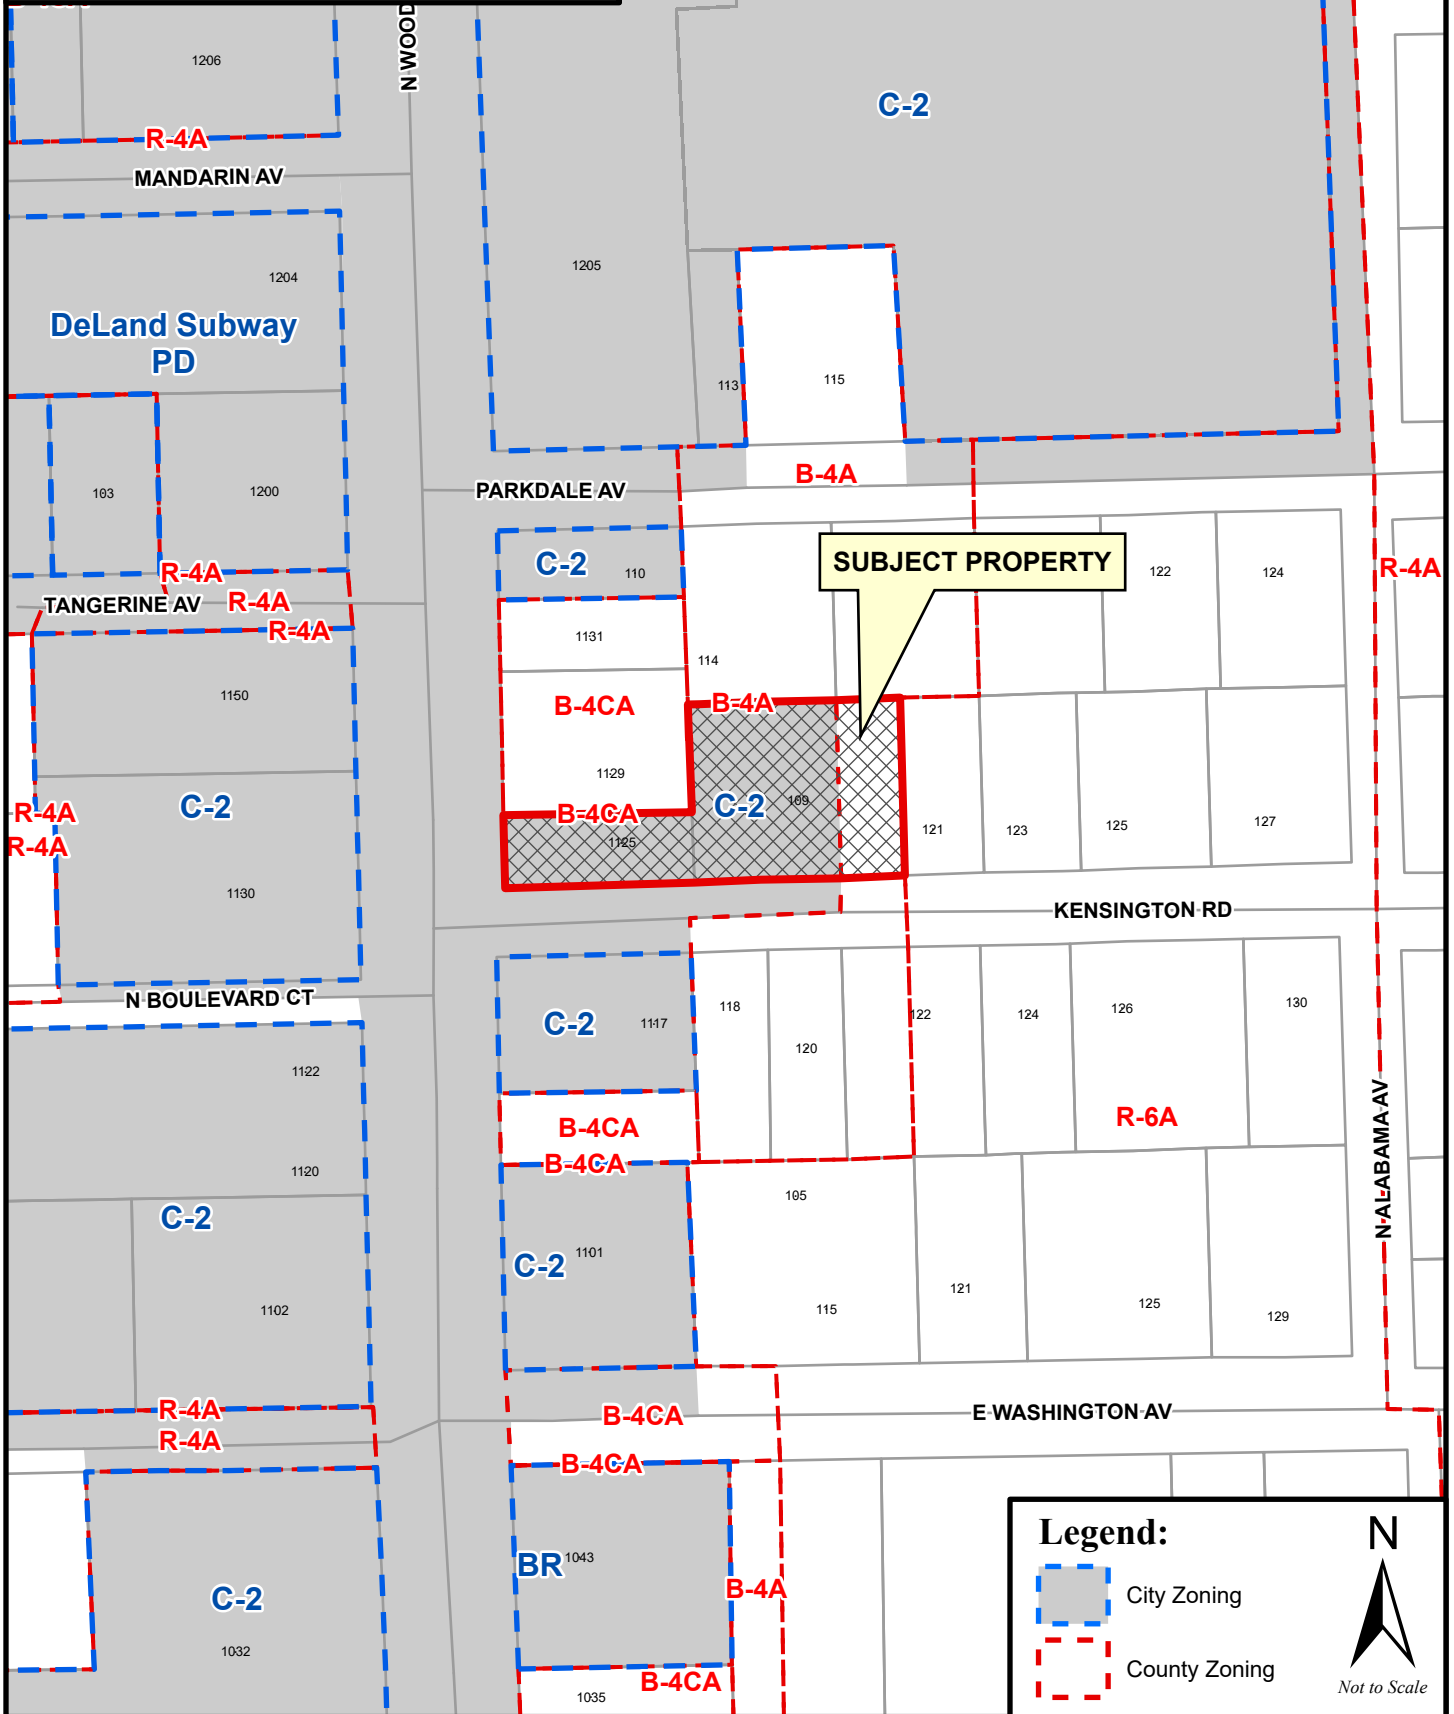 1206
N WOOD
C-2
R-4A
MANDARIN AV
1204
1205
DeLand Subway
PD
113
115
103
1200
B-4A
PARKDALE AV
C-2
110
SUBJECT PROPERTY
122
124
R-4A
R-4A
TANGERINE AV
R-4A
R-4A
1131
114
1150
B-4CA
B-4A
1129
C-2
R-4A
R-4A
B-4CA
C-2
109
1125
121
123
125
127
1130
KENSINGTON RD
N BOULEVARD CT
C-2
1117
118
120
122
124
126
130
1122
B-4CA
R-6A
N ALABAMA AV
1120
B-4CA
105
C-2
1101
C-2
1102
115
121
125
129
R-4A
R-4A
B-4CA
E WASHINGTON AV
B-4CA
BR
1043
B-4A
C-2
1032
B-4CA
1035
Legend:
N
City Zoning
County Zoning
Not to Scale